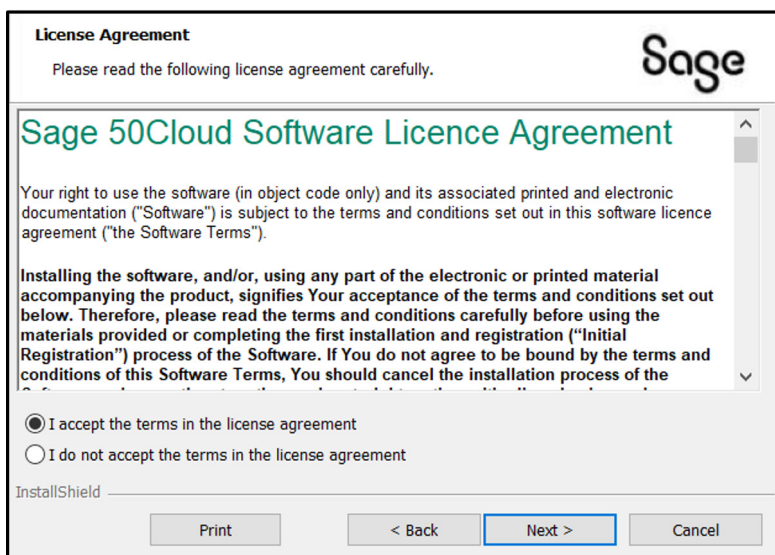 License Agreement
Please read the following license agreement carefully.
Sage
Sage 50Cloud Software Licence Agreement
Your right to use the software (in object code only) and its associated printed and electronic
documentation ("Software") is subject to the terms and conditions set out in this software licence
agreement ("the Software Terms").
Installing the software, and/or, using any part of the electronic or printed material
accompanying the product, signifies Your acceptance of the terms and conditions set out
below. Therefore, please read the terms and conditions carefully before using the
materials provided or completing the first installation and registration (“Initial
Registration”) process of the Software. If You do not agree to be bound by the terms and
conditions of this Software Terms, You should cancel the installation process of the
I accept the terms in the license agreement
I do not accept the terms in the license agreement
InstallShield
Print
< Back
Next >
Cancel